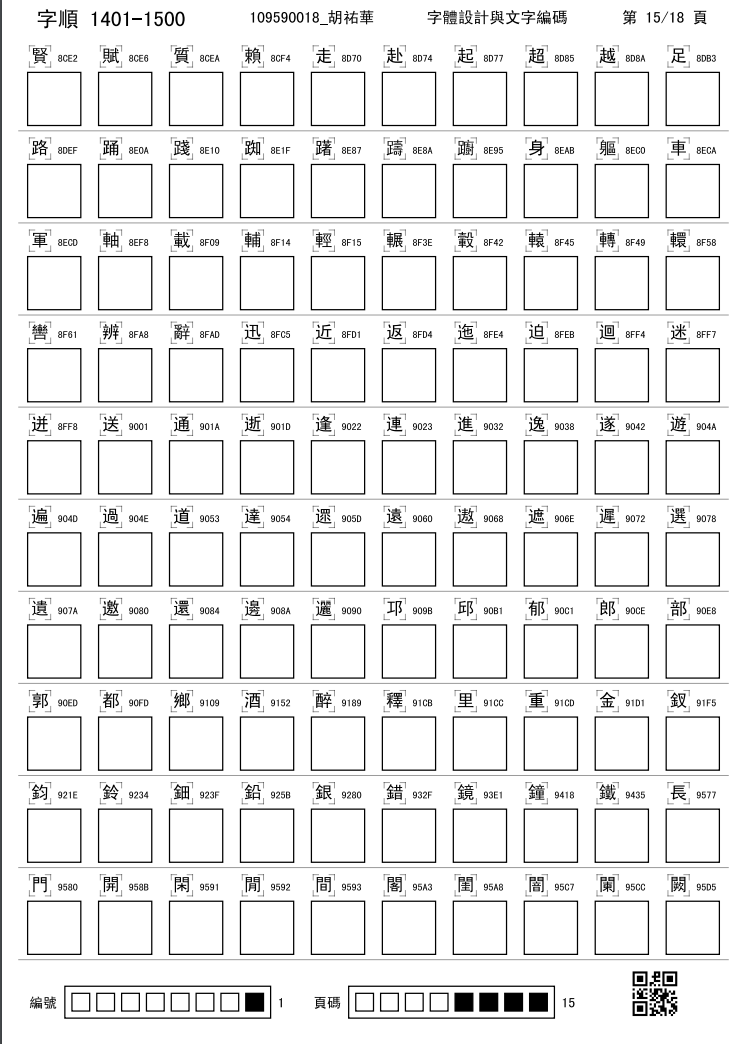 字順 1401-1500 109590018_胡祐華 字體設計與文字編碼 第 15/18 頁
賢 8CE2 賦 8CE6 質 8CEA 賴 8CF4 走 8D70 赴 8D74 起 8D77 超 8D85 越 8D8A 足 8DB3
路 8DEF 踊 8E0A 踐 8E10 踟 8E1F 躇 8E87 躊 8E8A 躕 8E95 身 8EAB 軀 8EC0 車 8ECA
軍 8ECD 軸 8EF8 載 8F09 輔 8F14 輕 8F15 輾 8F3E 轂 8F42 轅 8F45 轉 8F49 轘 8F58
轡 8F61 辨 8FA8 辭 8FAD 迅 8FC5 近 8FD1 返 8FD4 迤 8FE4 迫 8FEB 迴 8FF4 迷 8FF7
迸 8FF8 送 9001 通 901A 逝 901D 逢 9022 連 9023 進 9032 逸 9038 遂 9042 遊 904A
遍 904D 過 904E 道 9053 達 9054 遝 905D 遠 9060 遨 9068 遮 906E 遲 9072 選 9078
遺 907A 邀 9080 還 9084 邊 908A 邐 9090 邛 909B 邱 90B1 郁 90C1 郎 90CE 部 90E8
郭 90ED 都 90FD 鄉 9109 酒 9152 醉 9189 釋 91CB 里 91CC 重 91CD 金 91D1 釵 91F5
鈞 921E 鈴 9234 鈿 923F 鉛 925B 銀 9280 錯 932F 鏡 93E1 鐘 9418 鐵 9435 長 9577
門 9580 開 958B 閑 9591 閒 9592 間 9593 閣 95A3 閨 95A8 闇 95C7 闌 95CC 闕 95D5
編號 1 頁碼 15